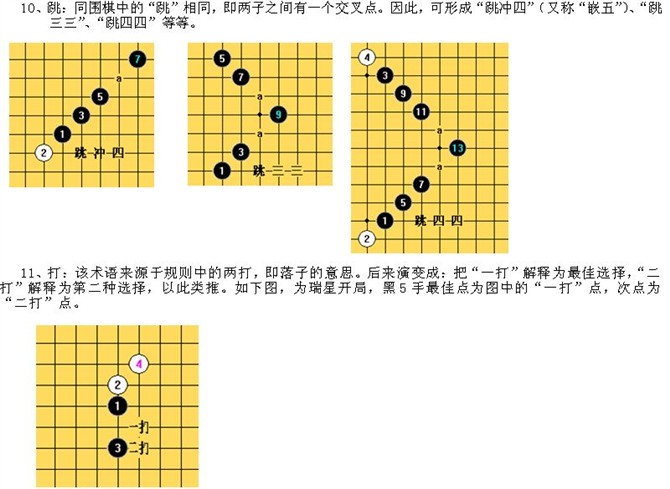 10、跳：同围棋中的“跳”相同，即两子之间有一个交叉点。因此，可形成“跳冲四”（又称“嵌五”）、“跳
三三”、“跳四四”等等。
7
a
5
3
1
2
跳 冲 四
5
7
a
9
a
3
1
跳 三 三
4
3
9
11
a
13
a
7
5
1
跳 四 四
2
11、打：该术语来源于规则中的两打，即落子的意思。后来演变成：把“一打”解释为最佳选择，“二
打”解释为第二种选择，以此类推。如下图，为瑞星开局，黑5手最佳点为图中的“一打”点，次点为
“二打”点。
4
2
1
一打
3 二打